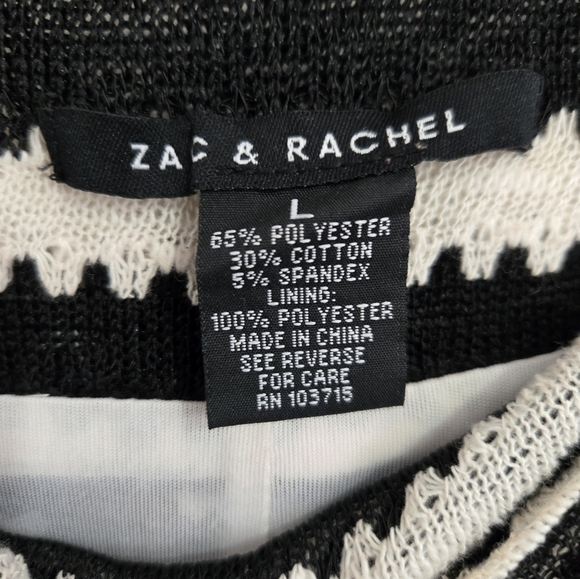 ZAC & RACHEL
L
65% POLYESTER
30% COTTON
5% SPANDEX
LINING:
100% POLYESTER
MADE IN CHINA
SEE REVERSE
FOR CARE
RN 103715